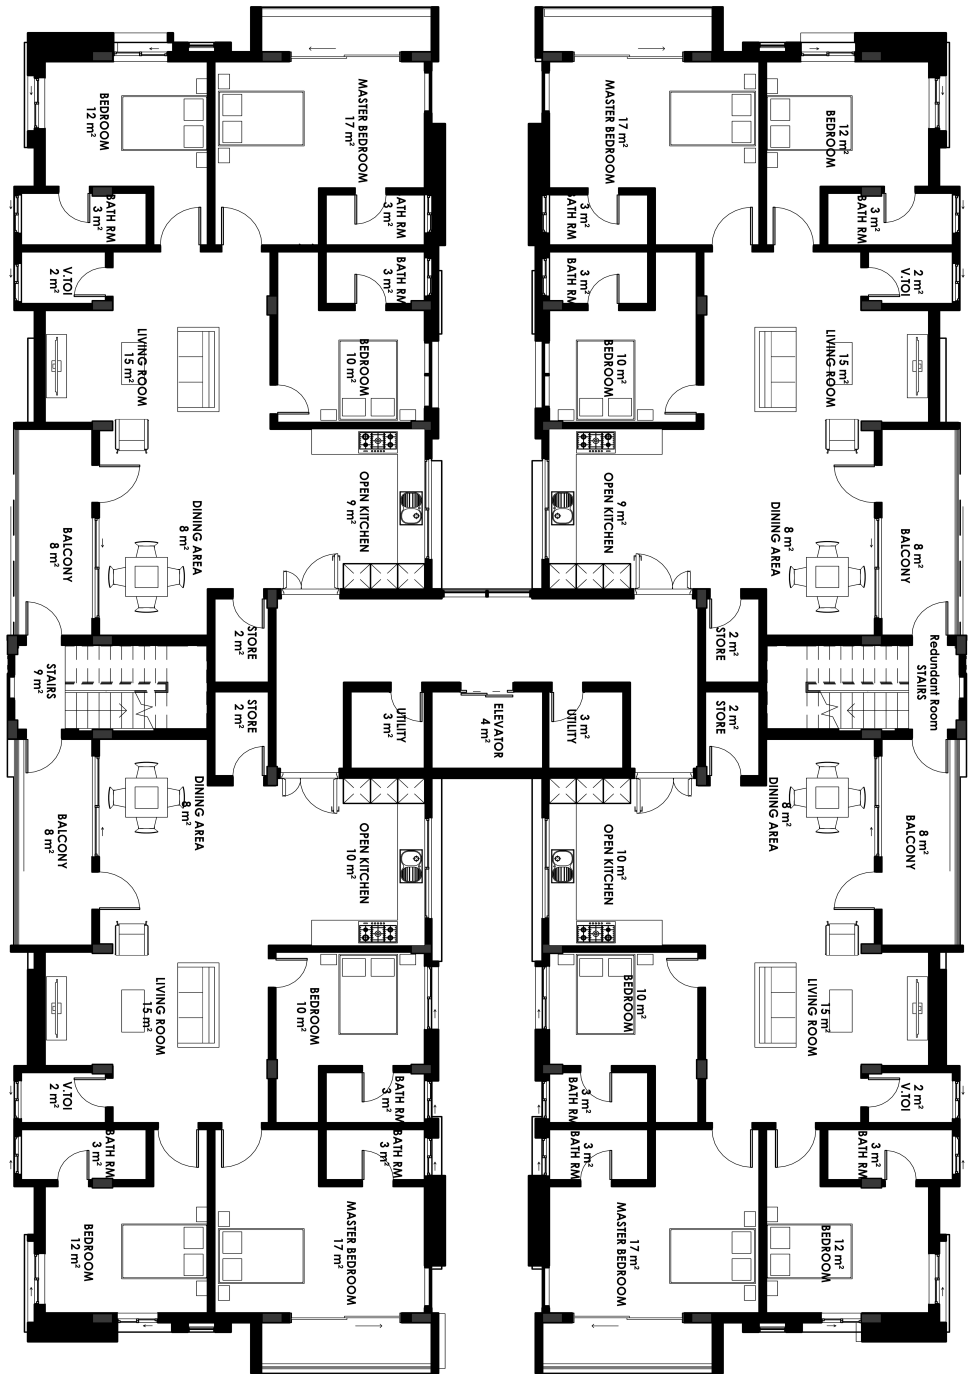 BEDROOM
12 m²
MASTER BEDROOM
17 m²
17 m²
MASTER BEDROOM
12 m²
BEDROOM
BATH RM
3 m²
BATH RM
3 m²
3 m²
BATH RM
3 m²
BATH RM
V.TOI
2 m²
BATH RM
3 m²
3 m²
BATH RM
2 m²
V.TOI
LIVING ROOM
15 m²
BEDROOM
10 m²
10 m²
BEDROOM
15 m²
LIVING ROOM
BALCONY
8 m²
DINING AREA
8 m²
OPEN KITCHEN
9 m²
9 m²
OPEN KITCHEN
8 m²
DINING AREA
8 m²
BALCONY
STAIRS
9 m²
STORE
2 m²
2 m²
STORE
Redundant Room
STAIRS
STORE
2 m²
UTILITY
3 m²
ELEVATOR
4 m²
3 m²
UTILITY
2 m²
STORE
BALCONY
8 m²
DINING AREA
8 m²
OPEN KITCHEN
10 m²
10 m²
OPEN KITCHEN
8 m²
DINING AREA
8 m²
BALCONY
LIVING ROOM
15 m²
BEDROOM
10 m²
10 m²
BEDROOM
15 m²
LIVING ROOM
V.TOI
2 m²
BATH RM
3 m²
3 m²
BATH RM
2 m²
V.TOI
BATH RM
3 m²
BATH RM
3 m²
3 m²
BATH RM
3 m²
BATH RM
BEDROOM
12 m²
MASTER BEDROOM
17 m²
17 m²
MASTER BEDROOM
12 m²
BEDROOM